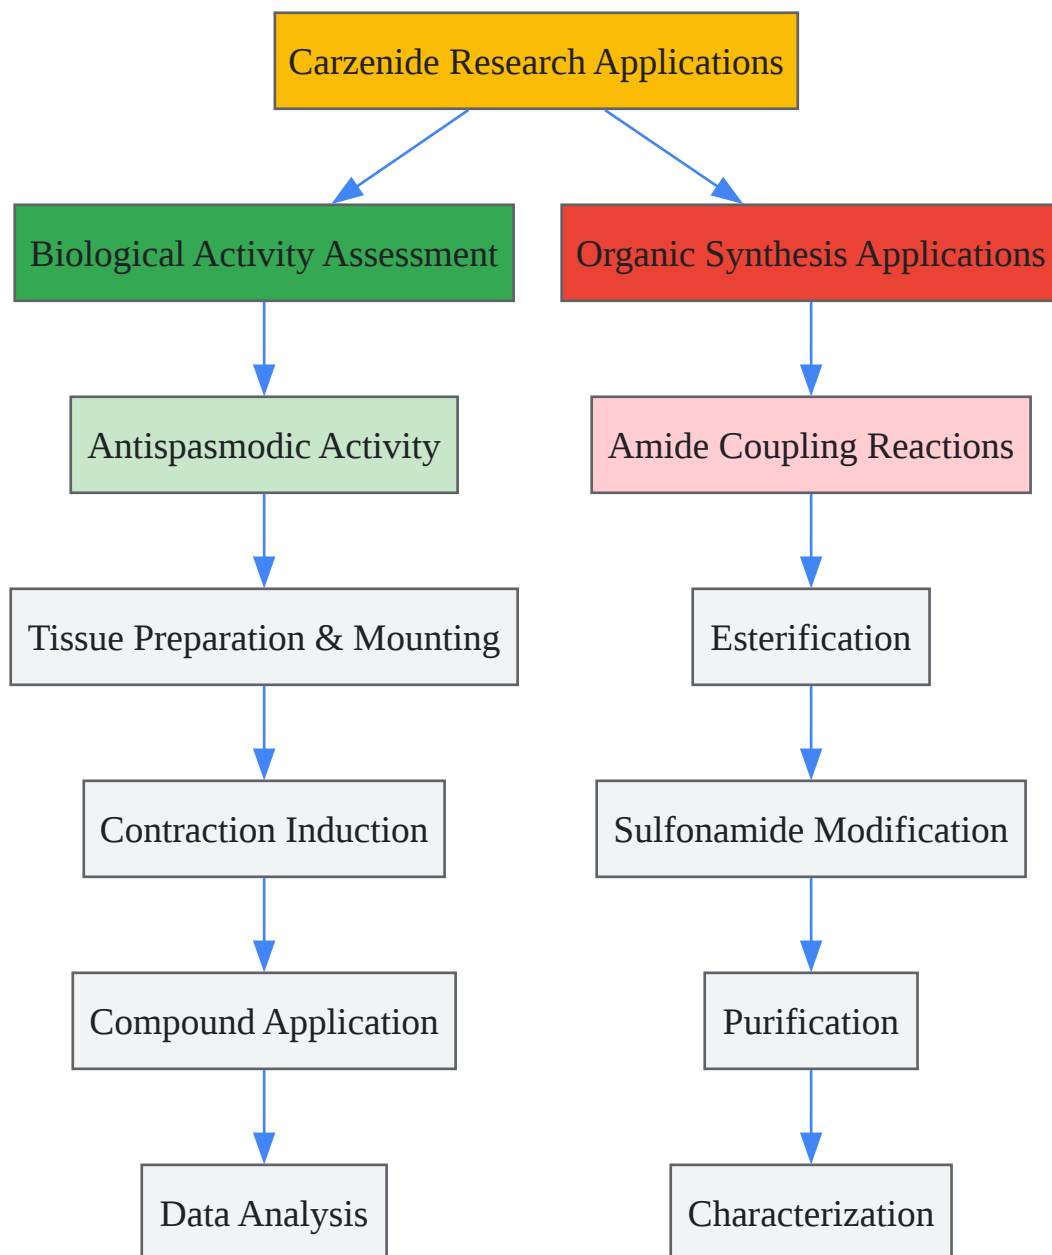 Carzenide Research Applications
Biological Activity Assessment
Organic Synthesis Applications
Antispasmodic Activity
Amide Coupling Reactions
Tissue Preparation & Mounting
Esterification
Contraction Induction
Sulfonamide Modification
Compound Application
Purification
Data Analysis
Characterization